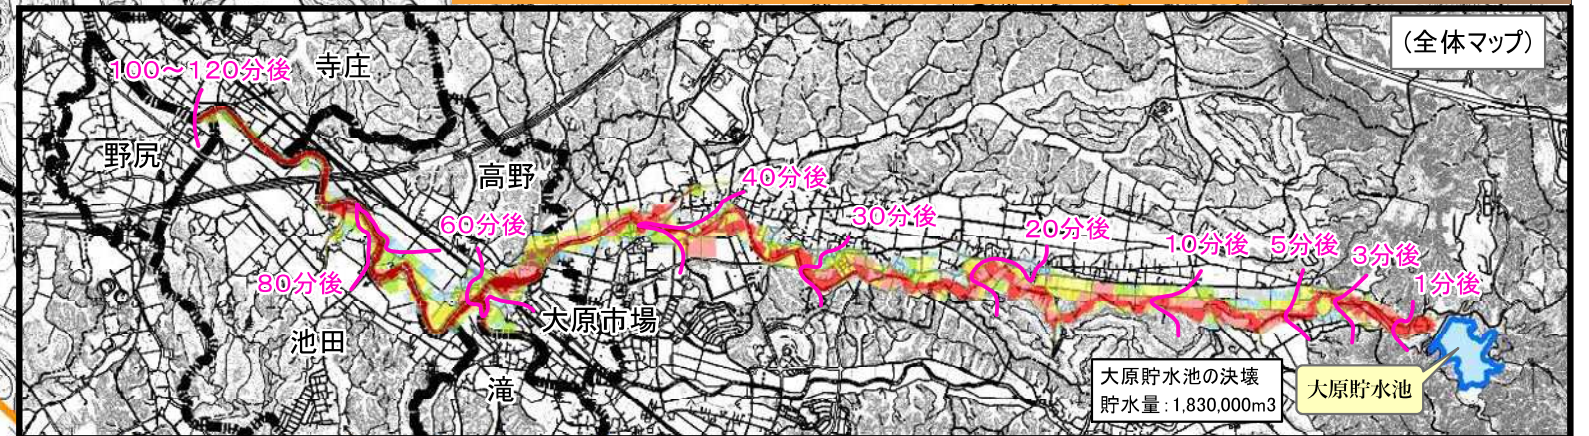 (全体マップ)
100～120分後
寺庄
野尻
高野
40分後
60分後
30分後
20分後
10分後
5分後
3分後
1分後
80分後
大原市場
池田
滝
大原貯水池の決壊
貯水量：1,830,000m3
大原貯水池